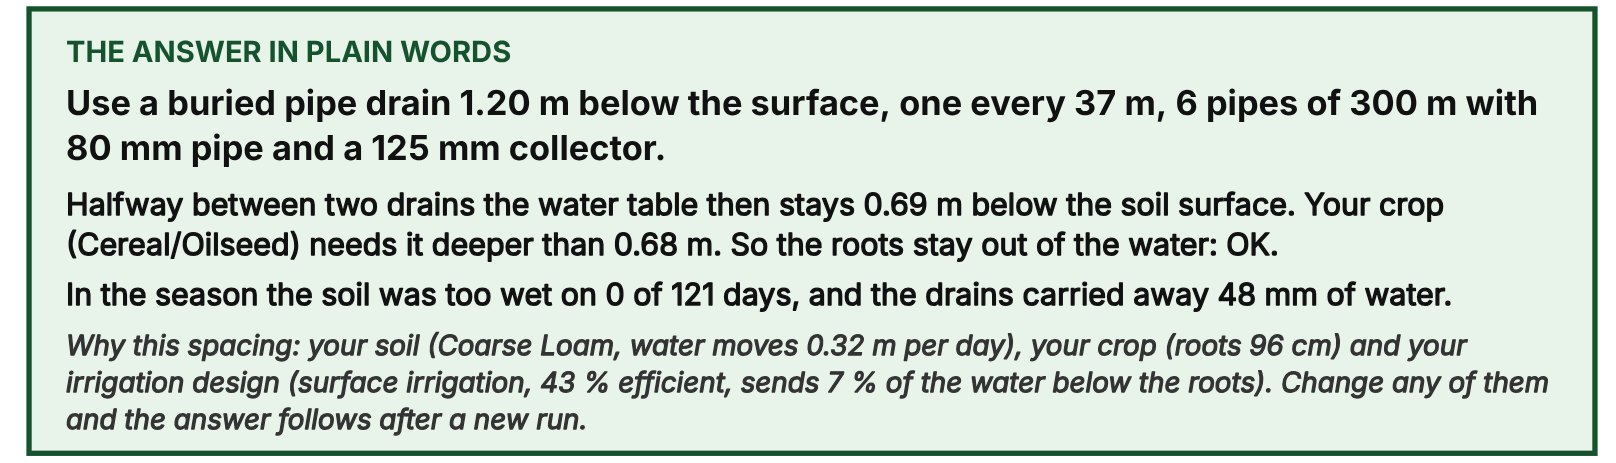 THE ANSWER IN PLAIN WORDS
Use a buried pipe drain 1.20 m below the surface, one every 37 m, 6 pipes of 300 m with
80 mm pipe and a 125 mm collector.
Halfway between two drains the water table then stays 0.69 m below the soil surface. Your crop
(Cereal/Oilseed) needs it deeper than 0.68 m. So the roots stay out of the water: OK.
In the season the soil was too wet on 0 of 121 days, and the drains carried away 48 mm of water.
Why this spacing: your soil (Coarse Loam, water moves 0.32 m per day), your crop (roots 96 cm) and your
irrigation design (surface irrigation, 43 % efficient, sends 7 % of the water below the roots). Change any of them
and the answer follows after a new run.